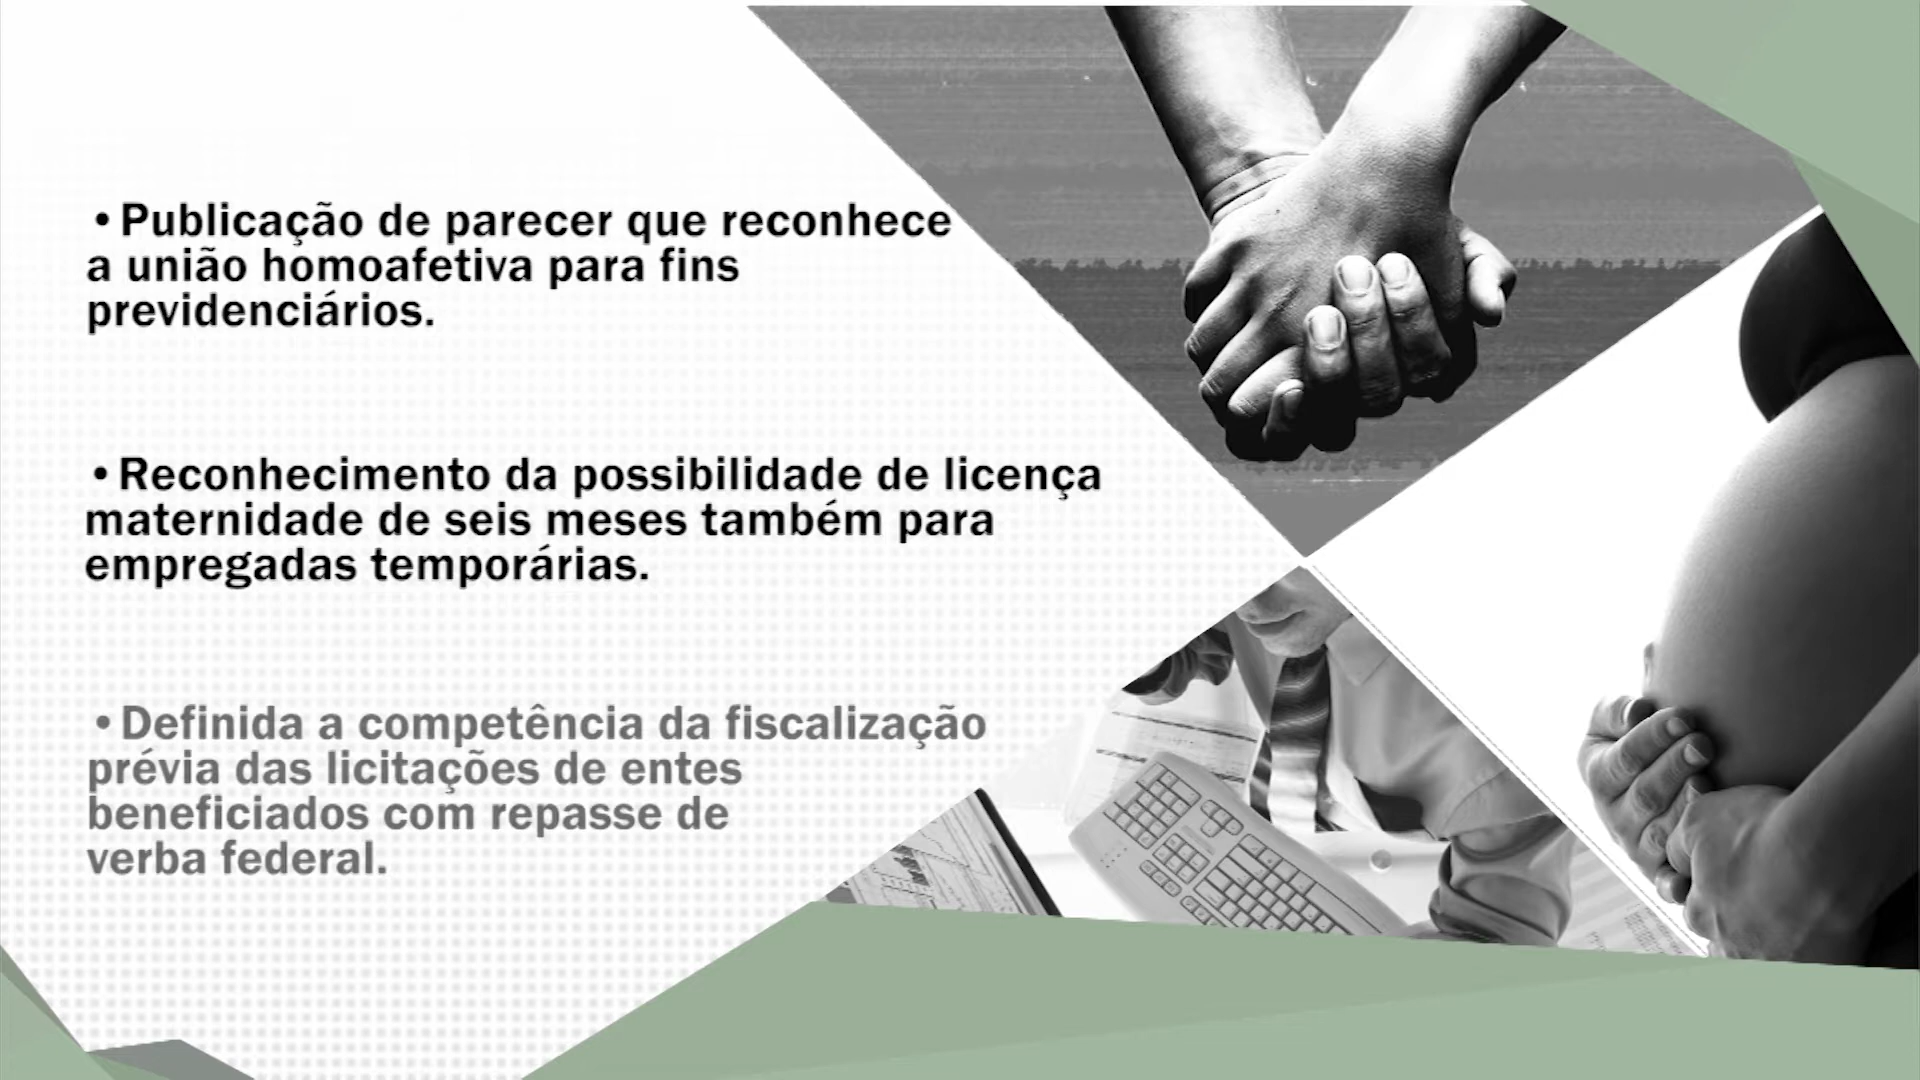 • Publicação de parecer que reconhece
a união homoafetiva para fins
previdenciários.
• Reconhecimento da possibilidade de licença
maternidade de seis meses também para
empregadas temporárias.
• Definida a competência da fiscalização
prévia das licitações de entes
beneficiados com repasse de
verba federal.